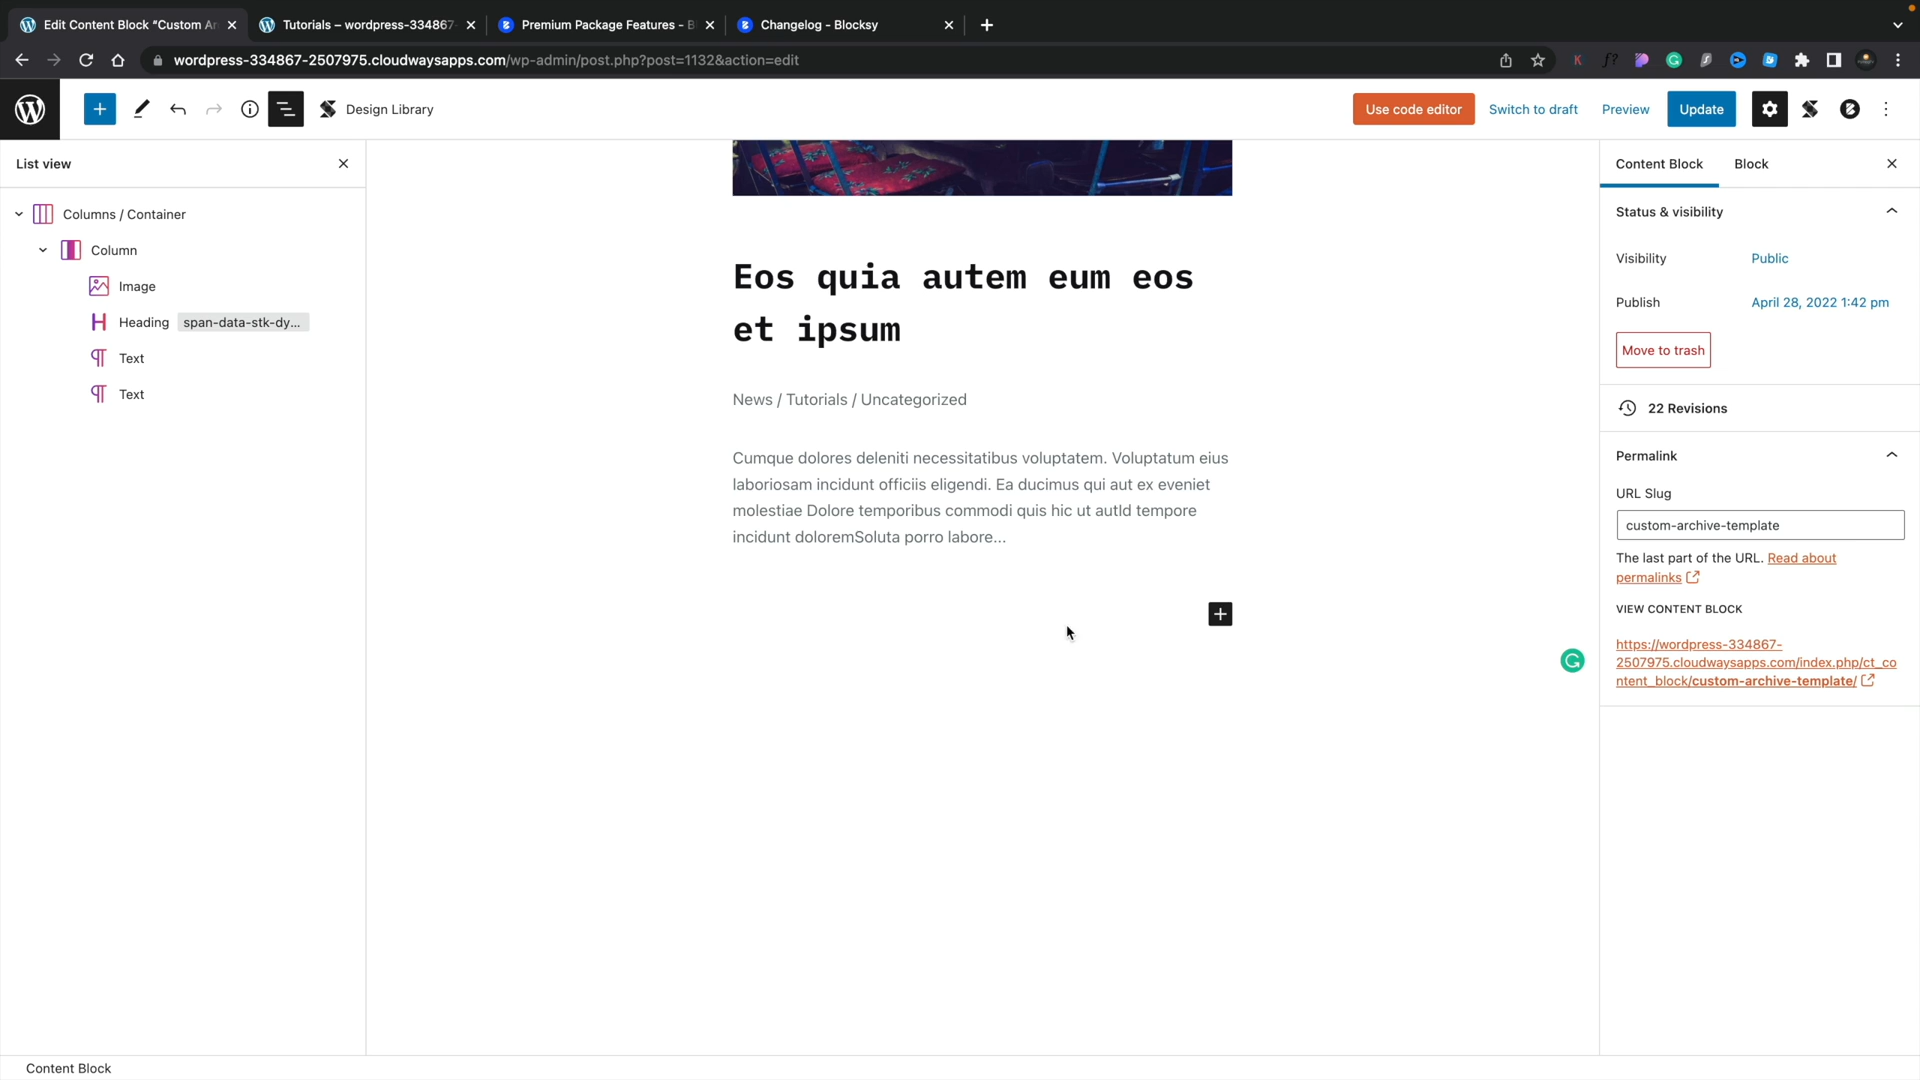 Edit Content Block “Custom Ar
Tutorials – wordpress-334867-
Premium Package Features - B
Changelog - Blocksy
wordpress-334867-2507975.cloudwaysapps.com/wp-admin/post.php?post=1132&action=edit
Design Library
Use code editor
Switch to draft
Preview
Update
List view
Columns / Container
Column
Image
Heading span-data-stk-dy...
Text
Text
Eos quia autem eum eos
et ipsum
News / Tutorials / Uncategorized
Cumque dolores deleniti necessitatibus voluptatem. Voluptatum eius
laboriosam incidunt officiis eligendi. Ea ducimus qui aut ex eveniet
molestiae Dolore temporibus commodi quis hic ut autId tempore
incidunt doloremSoluta porro labore...
Content Block
Block
Status & visibility
Visibility
Public
Publish
April 28, 2022 1:42 pm
Move to trash
22 Revisions
Permalink
URL Slug
custom-archive-template
The last part of the URL. Read about
permalinks
VIEW CONTENT BLOCK
https://wordpress-334867-
2507975.cloudwaysapps.com/index.php/ct_co
ntent_block/custom-archive-template/
Content Block